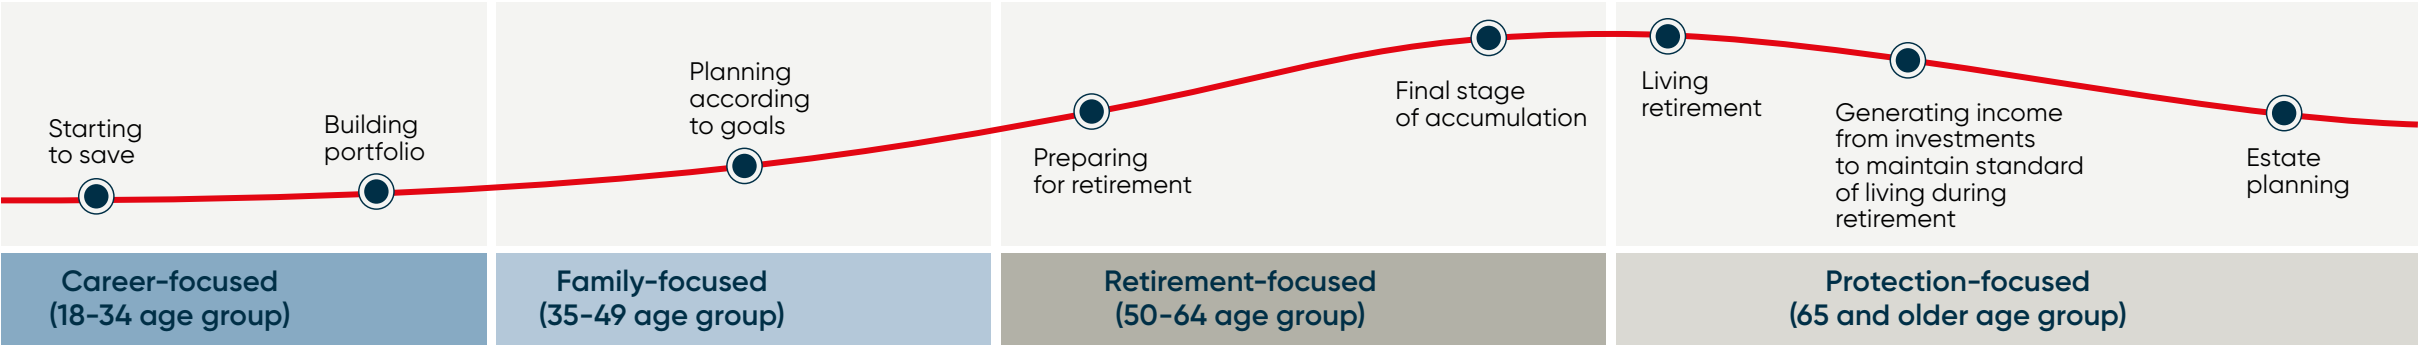 Starting
to save
Building
portfolio
Planning
according
to goals
Preparing
for retirement
Final stage
of accumulation
Living
retirement
Generating income
from investments
to maintain standard
of living during
retirement
Estate
planning
Career-focused
(18-34 age group)
Family-focused
(35-49 age group)
Retirement-focused
(50-64 age group)
Protection-focused
(65 and older age group)